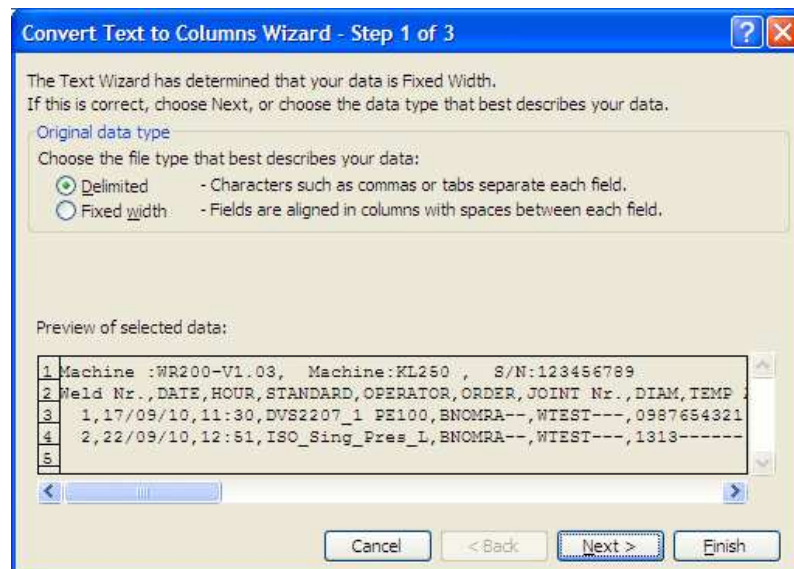 Convert Text to Columns Wizard - Step 1 of 3
The Text Wizard has determined that your data is Fixed Width.
If this is correct, choose Next, or choose the data type that best describes your data.
Original data type
Choose the file type that best describes your data:
Delimited - Characters such as commas or tabs separate each field.
Fixed width - Fields are aligned in columns with spaces between each field.
Preview of selected data:
1 Machine :WR200-V1.03, Machine:KL250 , S/N:123456789
2 Weld Nr.,DATE,HOUR,STANDARD,OPERATOR,ORDER,JOINT Nr.,DIAM,TEMP
3 1,17/09/10,11:30,DVS2207_1 PE100,BNOMRA--,WTEST---,0987654321
4 2,22/09/10,12:51,ISO_Sing_Pres_L,BNOMRA--,WTEST---,1313------
5
Cancel < Back Next > Finish